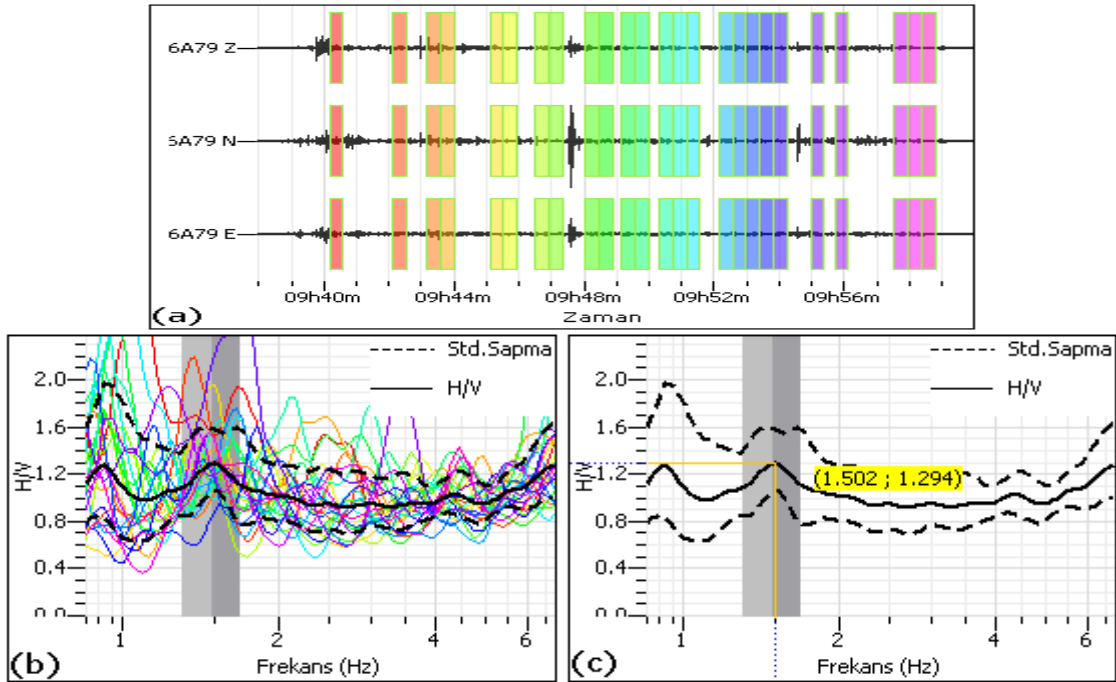 6A79 Z
5A79 N
6A79 E
09h40m 09h44m 09h48m 09h52m 09h56m
(a) Zaman
Std.Sapma
H/V
2.0
1.6
1.2
0.8
0.4
0.0
H/V
1 2 4 6
(b) Frekans (Hz)
Std.Sapma
H/V
2.0
1.6
1.2
0.8
0.4
0.0
H/V
(1.502 ; 1.294)
1 2 4 6
(c) Frekans (Hz)